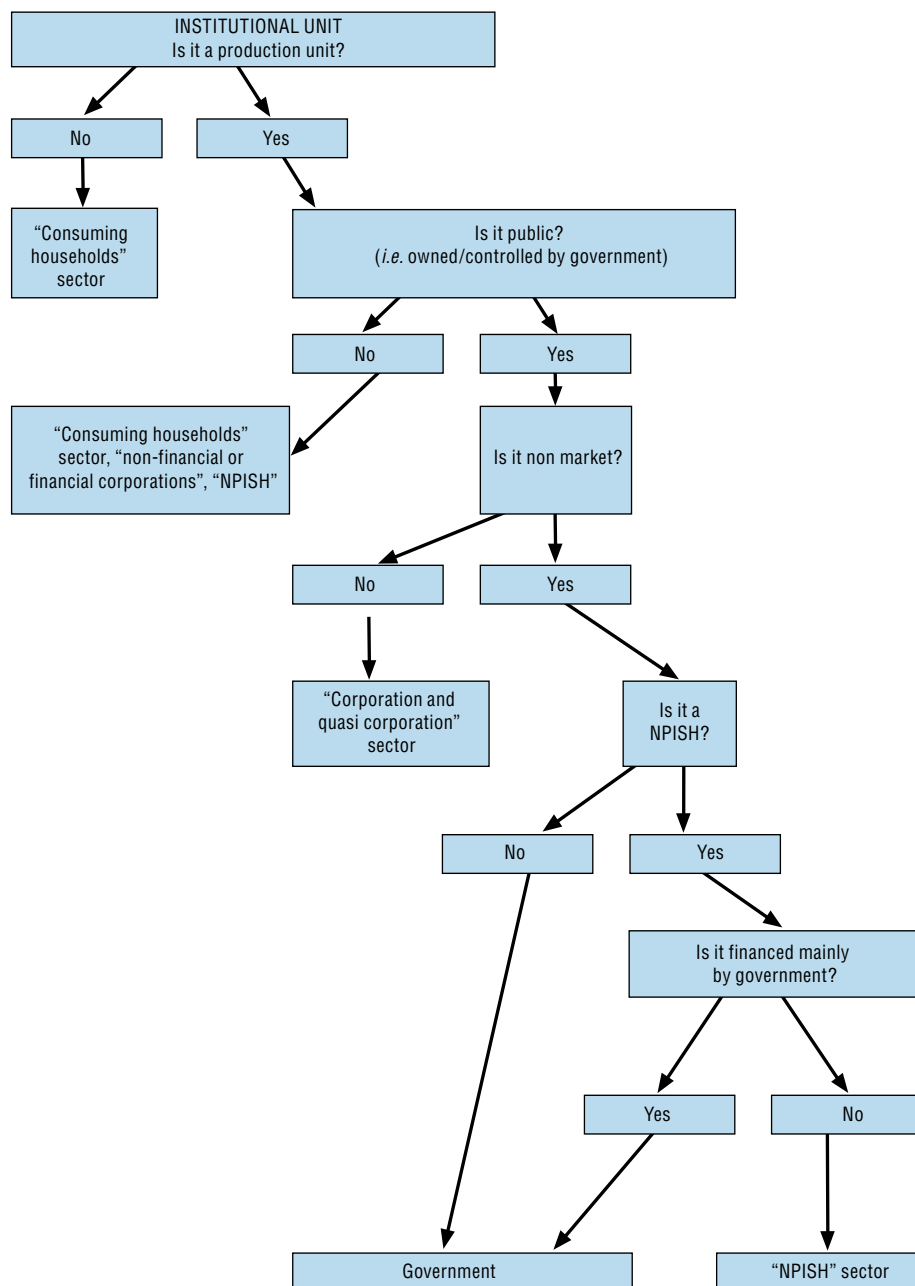 INSTITUTIONAL UNIT
Is it a production unit?
No
Yes
“Consuming
households”
sector
Is it public?
(i.e. owned/controlled by government)
No
Yes
“Consuming households”
sector, “non-financial or
financial corporations”, “NPISH”
Is it non market?
No
Yes
“Corporation and
quasi corporation”
sector
Is it a
NPISH?
No
Yes
Is it financed mainly
by government?
Yes
No
Government
“NPISH” sector